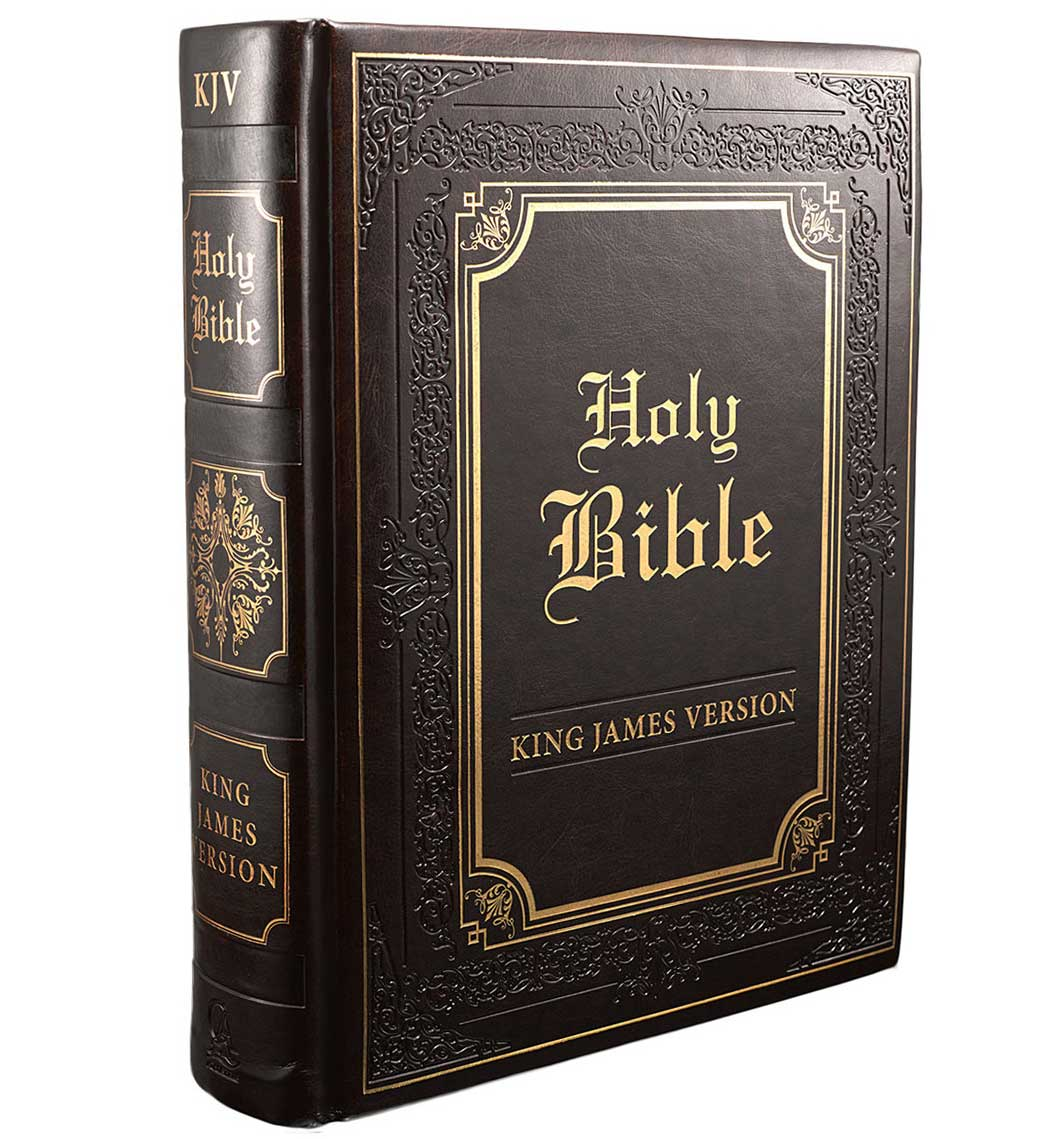 KJV
Holy
Bible
KING
JAMES
VERSION
Holy
Bible
KING JAMES VERSION